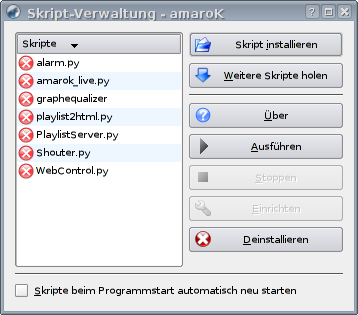 Skript-Verwaltung - amaroK
Skripte
alarm.py
amarok_live.py
graphequalizer
playlist2html.py
PlaylistServer.py
Shouter.py
WebControl.py
Skript installieren
Weitere Skripte holen
Über
Ausführen
Stoppen
Einrichten
Deinstallieren
Skripte beim Programmstart automatisch neu starten